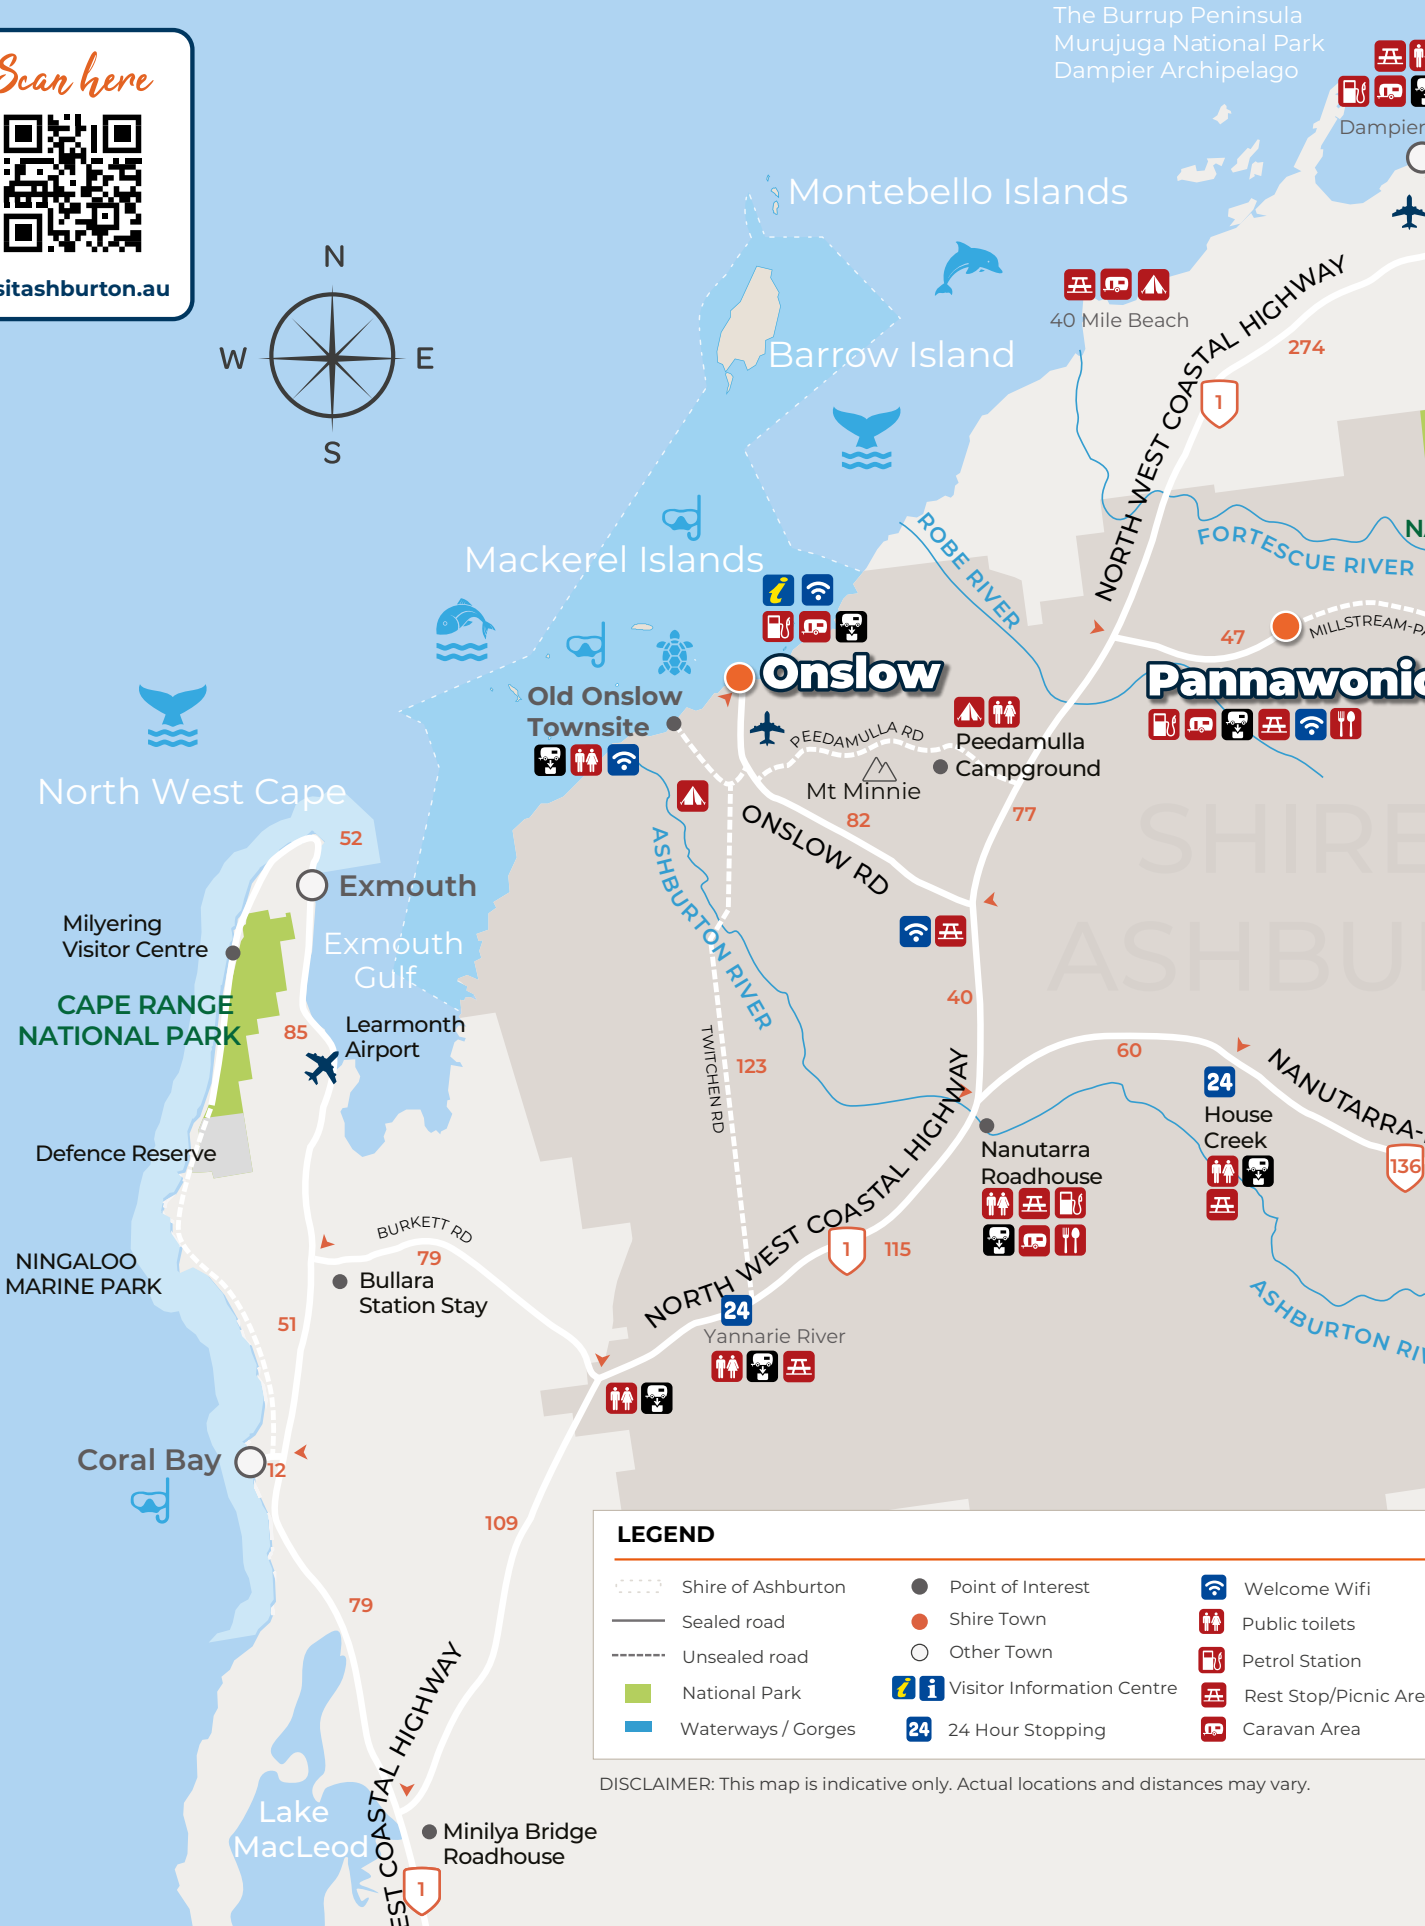 The Burrup Peninsula
Murujuga National Park
Dampier Archipelago
Scan here
sitashburton.au
Dampier
N
W
E
S
Montebello Islands
40 Mile Beach
NORTH WEST COASTAL HIGHWAY
274
1
Barrow Island
Mackerel Islands
ROBE RIVER
FORTESCUE RIVER
47
MILLSTREAM-PA
Onslow
Pannawonic
Old Onslow
Townsite
PEEDAMULLA RD
Peedamulla
Campground
Mt Minnie
82
77
ONSLOW RD
SHIRE
ASHBU
North West Cape
52
Exmouth
ASHBURTON RIVER
Milyering
Visitor Centre
Exmouth
Gulf
CAPE RANGE
NATIONAL PARK
85
Learmonth
Airport
40
TWITCHEN RD
123
60
NANUTARRA-
24
House
Creek
136
Defence Reserve
Nanutarra
Roadhouse
NORTH WEST COASTAL HIGHWAY
1
115
BURKETT RD
79
NINGALOO
MARINE PARK
Bullara
Station Stay
51
24
Yannarie River
ASHBURTON RIV
Coral Bay
12
109
79
LEGEND
Shire of Ashburton
Sealed road
Unsealed road
National Park
Waterways / Gorges
Point of Interest
Shire Town
Other Town
Visitor Information Centre
24
24 Hour Stopping
Welcome Wifi
Public toilets
Petrol Station
Rest Stop/Picnic Are
Caravan Area
DISCLAIMER: This map is indicative only. Actual locations and distances may vary.
EST COASTAL HIGHWAY
Lake
MacLeod
Minilya Bridge
Roadhouse
1